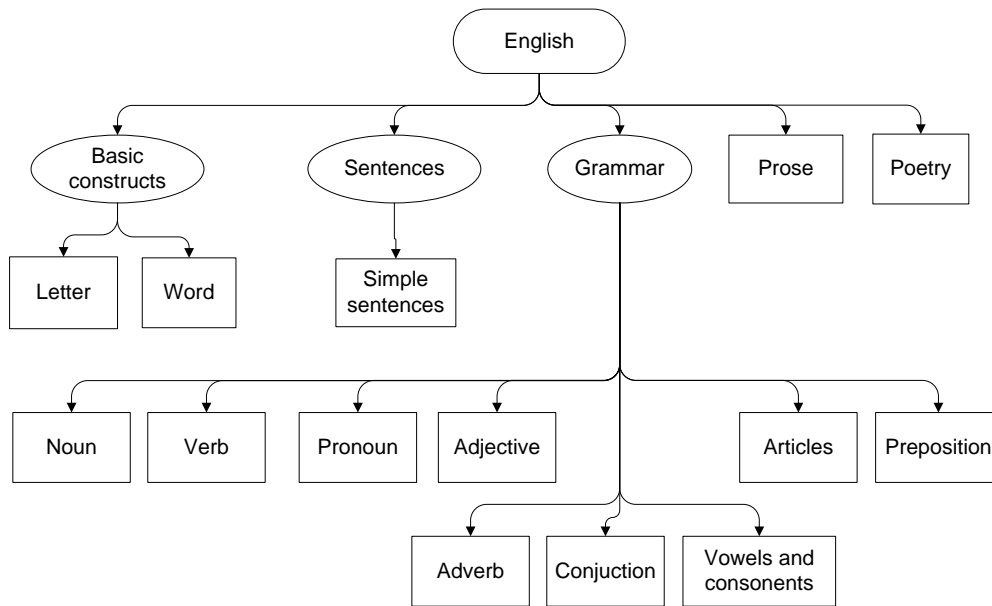 English
Basic
constructs
Sentences
Grammar
Prose
Poetry
Letter
Word
Simple
sentences
Noun
Verb
Pronoun
Adjective
Articles
Preposition
Adverb
Conjuction
Vowels and
consonents